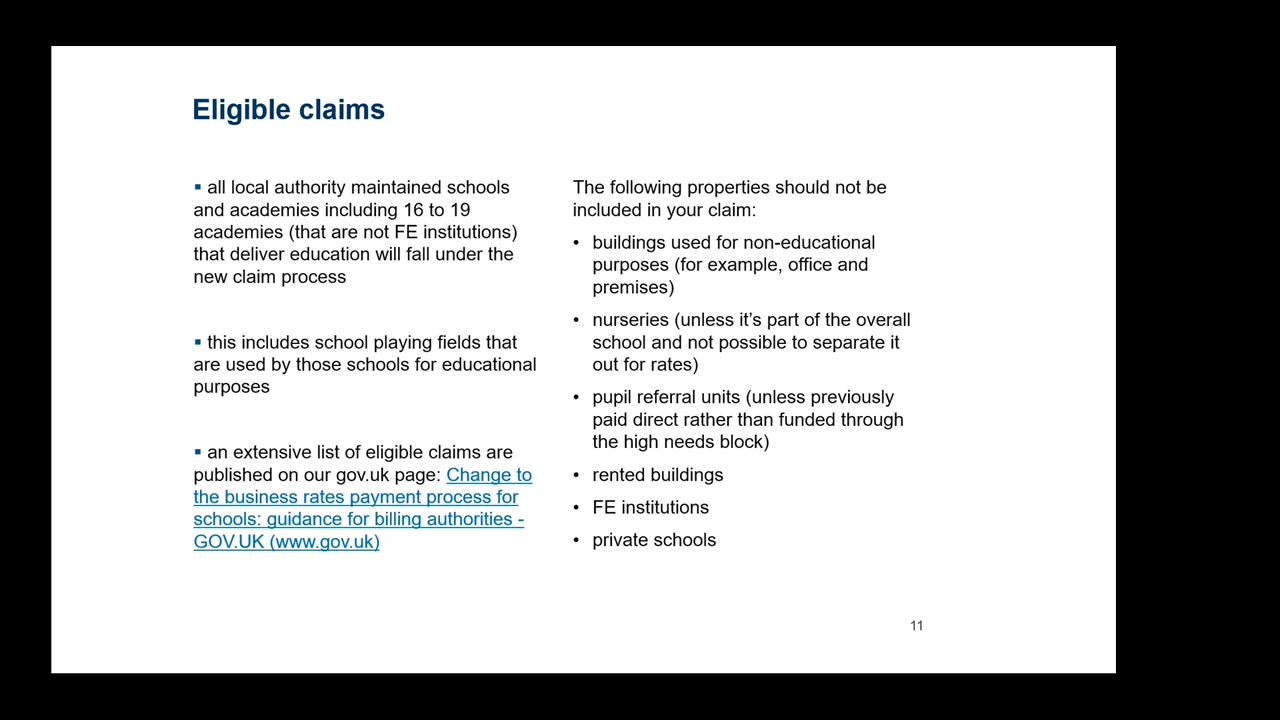 Eligible claims
▪ all local authority maintained schools
and academies including 16 to 19
academies (that are not FE institutions)
that deliver education will fall under the
new claim process
▪ this includes school playing fields that
are used by those schools for educational
purposes
▪ an extensive list of eligible claims are
published on our gov.uk page: Change to
the business rates payment process for
schools: guidance for billing authorities -
GOV.UK (www.gov.uk)
The following properties should not be
included in your claim:
• buildings used for non-educational
purposes (for example, office and
premises)
• nurseries (unless it’s part of the overall
school and not possible to separate it
out for rates)
• pupil referral units (unless previously
paid direct rather than funded through
the high needs block)
• rented buildings
• FE institutions
• private schools
11